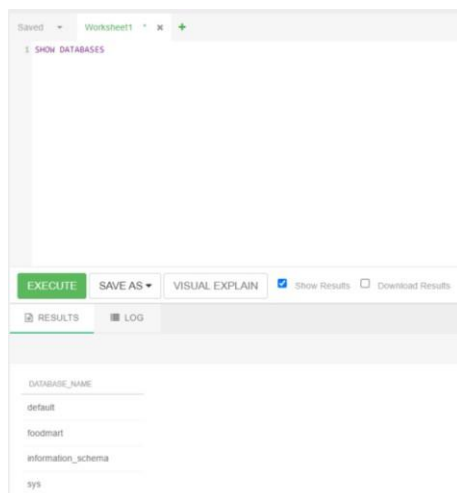 Saved Worksheet1 * × +
1 SHOW DATABASES
EXECUTE SAVE AS VISUAL EXPLAIN Show Results Download Results
RESULTS LOG
DATABASE_NAME
default
foodmart
information_schema
sys